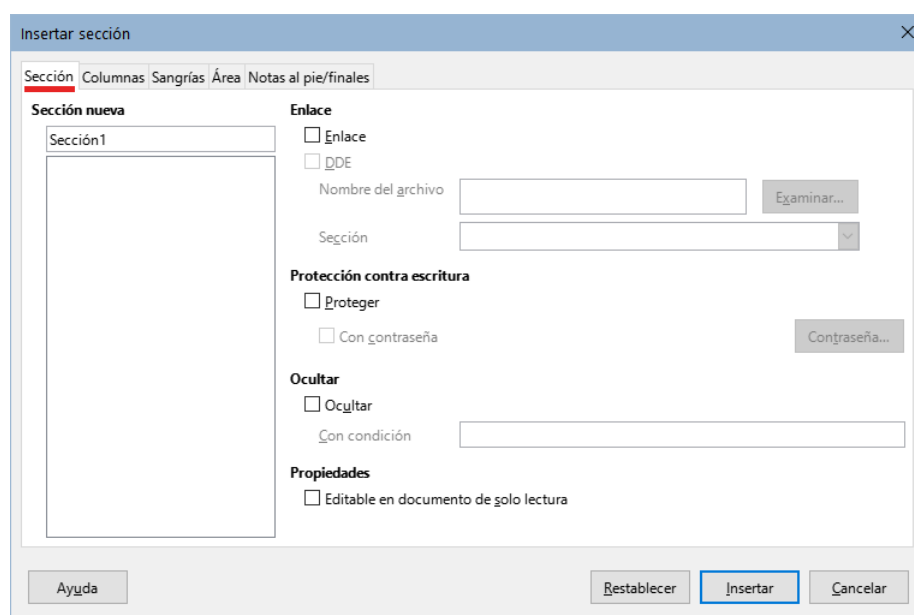 Insertar sección
Sección Columnas Sangrías Área Notas al pie/finales
Sección nueva
Sección1
Enlace
Enlace
DDE
Nombre del archivo
Examinar...
Sección
Protección contra escritura
Proteger
Con contraseña
Contraseña...
Ocultar
Ocultar
Con condición
Propiedades
Editable en documento de solo lectura
Ayuda
Restablecer
Insertar
Cancelar